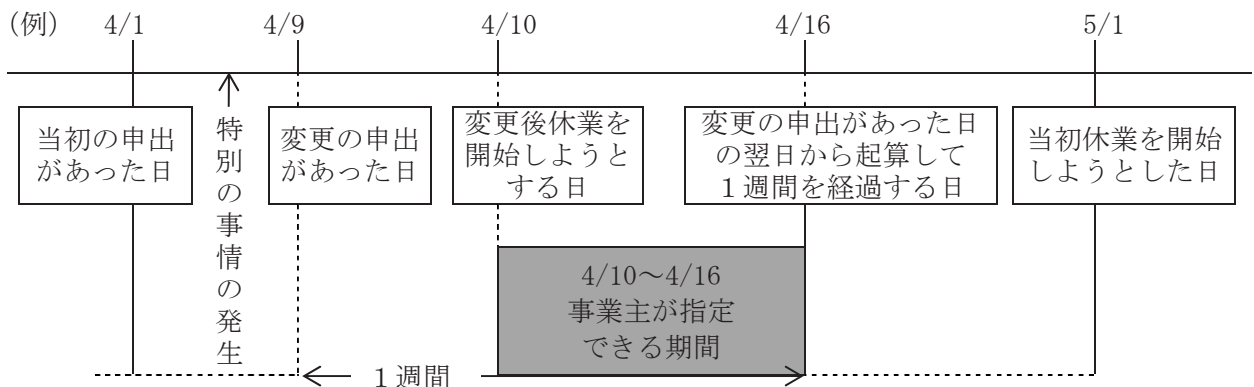 (例) 4/1 4/9 4/10 4/16 5/1
当初の申出
があった日
特別の事情の発生
変更の申出
があった日
変更後休業を
開始しようと
する日
変更の申出があった日
の翌日から起算して
１週間を経過する日
当初休業を開始
しようとした日
4/10～4/16
事業主が指定
できる期間
１週間